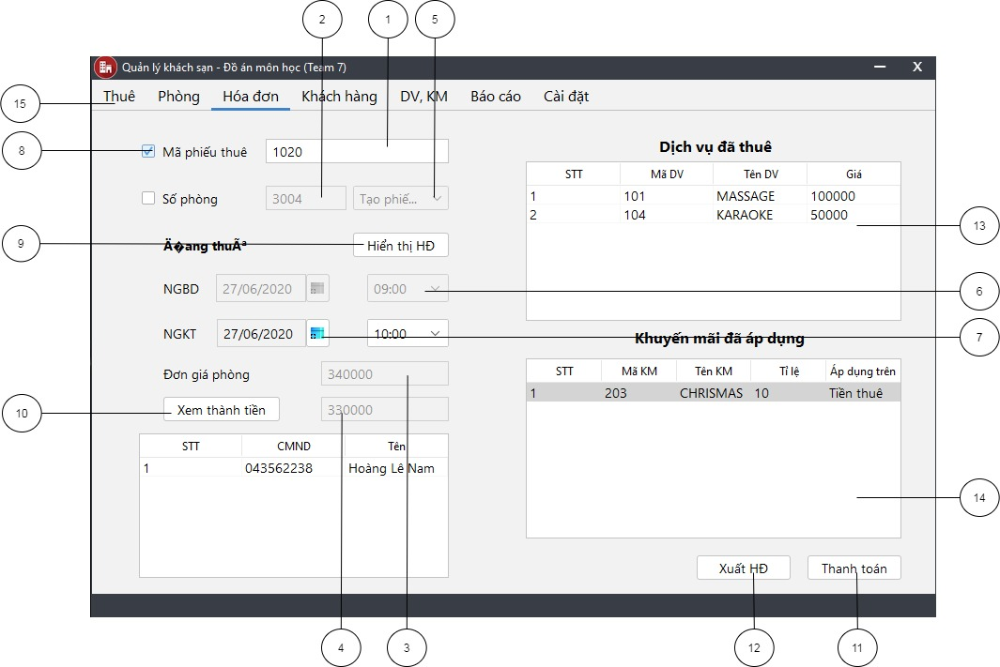 2
1
5
Quản lý khách sạn - Đồ án môn học (Team 7)
X
15
Thuê Phòng Hóa đơn Khách hàng DV, KM Báo cáo Cài đặt
8
Mã phiếu thuê 1020
Số phòng 3004 Tạo phiế...
9
Ä�ang thuÃª Hiển thị HĐ
NGBD 27/06/2020 09:00
NGKT 27/06/2020 10:00
Đơn giá phòng 340000
10
Xem thành tiền 330000
STT CMND Tên
1 043562238 Hoàng Lê Nam
Dịch vụ đã thuê
STT Mã DV Tên DV Giá
1 101 MASSAGE 100000
2 104 KARAOKE 50000
13
6
7
Khuyến mãi đã áp dụng
STT Mã KM Tên KM Tỉ lệ Áp dụng trên
1 203 CHRISMAS 10 Tiền thuê
14
Xuất HĐ Thanh toán
4
3
12
11